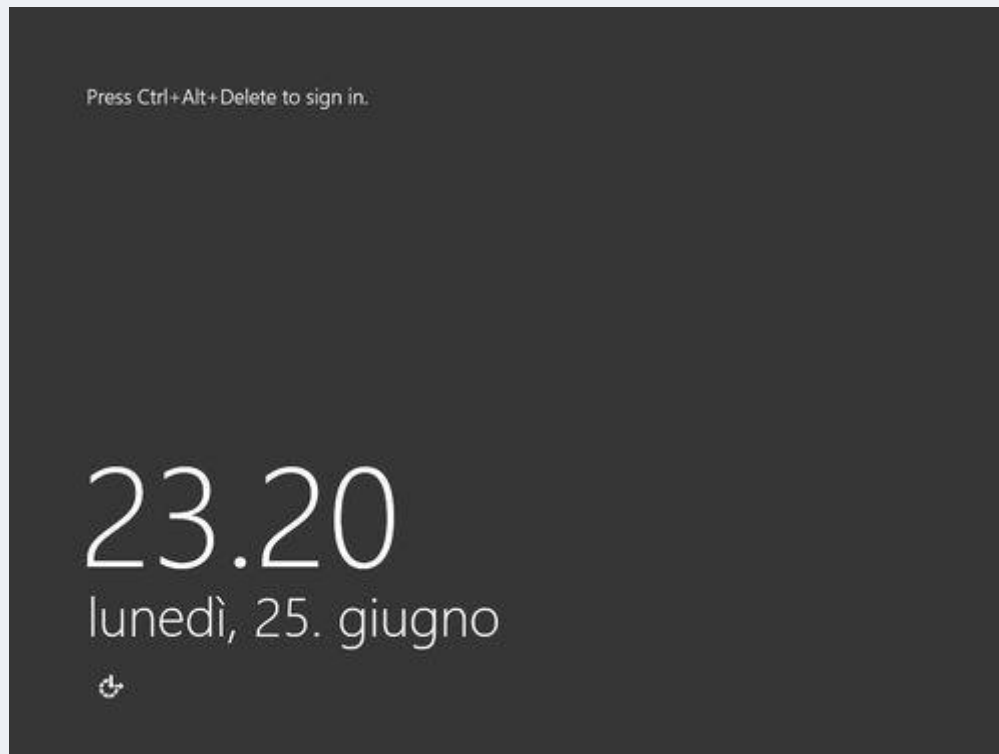 Press Ctrl+Alt+Delete to sign in.
23.20
lunedì, 25. giugno